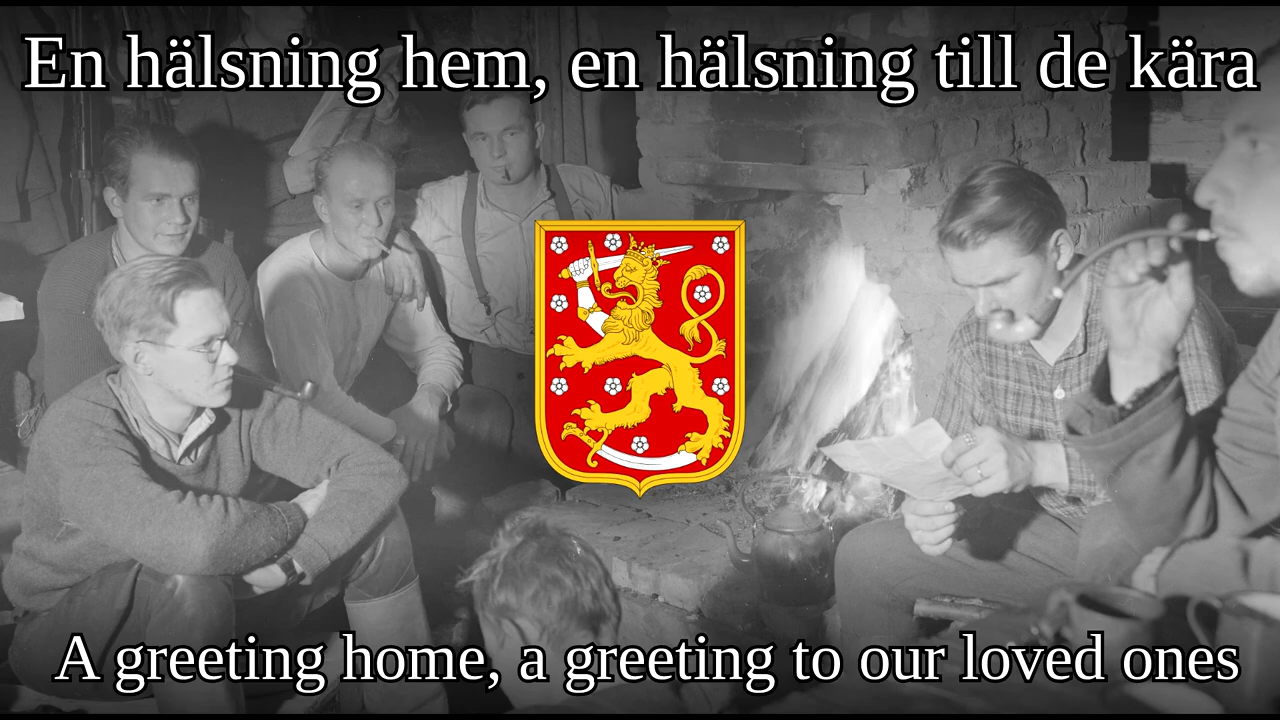 En hälsning hem, en hälsning till de kära
A greeting home, a greeting to our loved ones